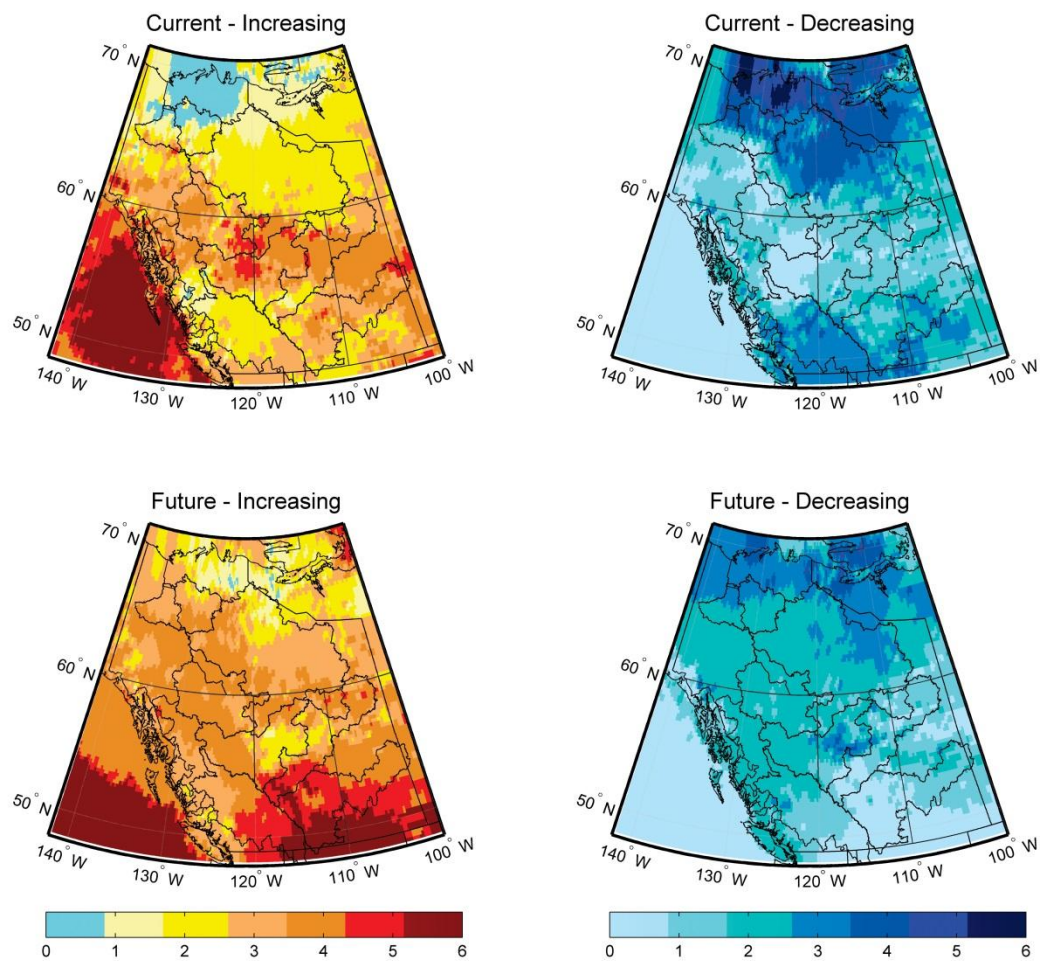 Current - Increasing
70° N
60° N
50° N
140° W
130° W
120° W
110° W
100° W
Current - Decreasing
70° N
60° N
50° N
140° W
130° W
120° W
110° W
100° W
Future - Increasing
70° N
60° N
50° N
140° W
130° W
120° W
110° W
100° W
Future - Decreasing
70° N
60° N
50° N
140° W
130° W
120° W
110° W
100° W
0 1 2 3 4 5 6
0 1 2 3 4 5 6